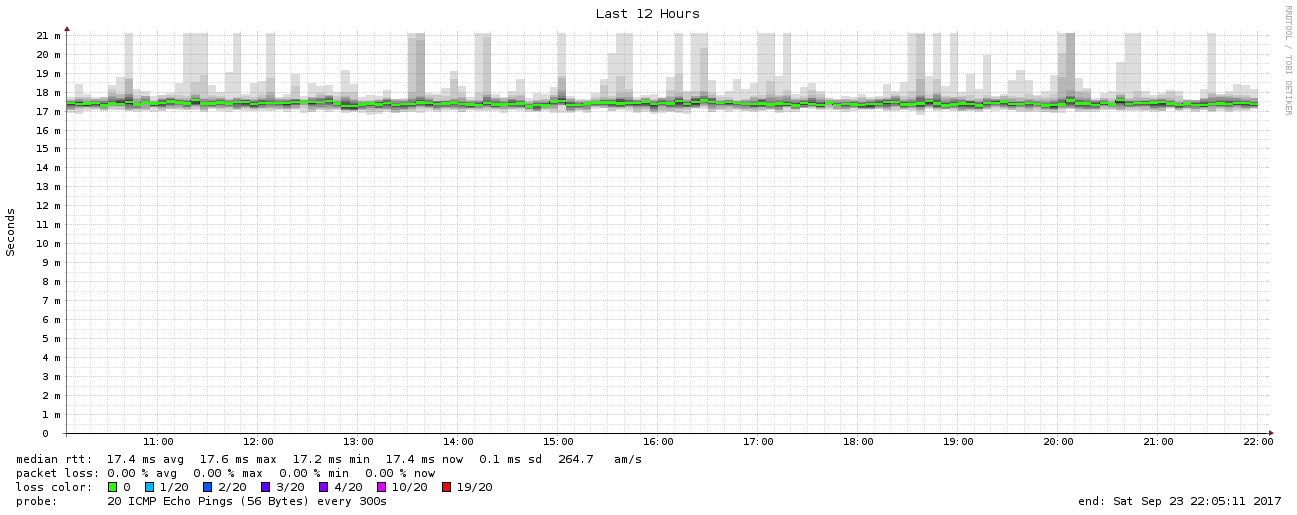 Last 12 Hours
RRDTOOL / TOBI OETIKER
Seconds
21 m
20 m
19 m
18 m
17 m
16 m
15 m
14 m
13 m
12 m
11 m
10 m
9 m
8 m
7 m
6 m
5 m
4 m
3 m
2 m
1 m
0
11:00 12:00 13:00 14:00 15:00 16:00 17:00 18:00 19:00 20:00 21:00 22:00
median rtt: 17.4 ms avg 17.6 ms max 17.2 ms min 17.4 ms now 0.1 ms sd 264.7 am/s
packet loss: 0.00 % avg 0.00 % max 0.00 % min 0.00 % now
loss color: 0 1/20 2/20 3/20 4/20 10/20 19/20
probe: 20 ICMP Echo Pings (56 Bytes) every 300s end: Sat Sep 23 22:05:11 2017